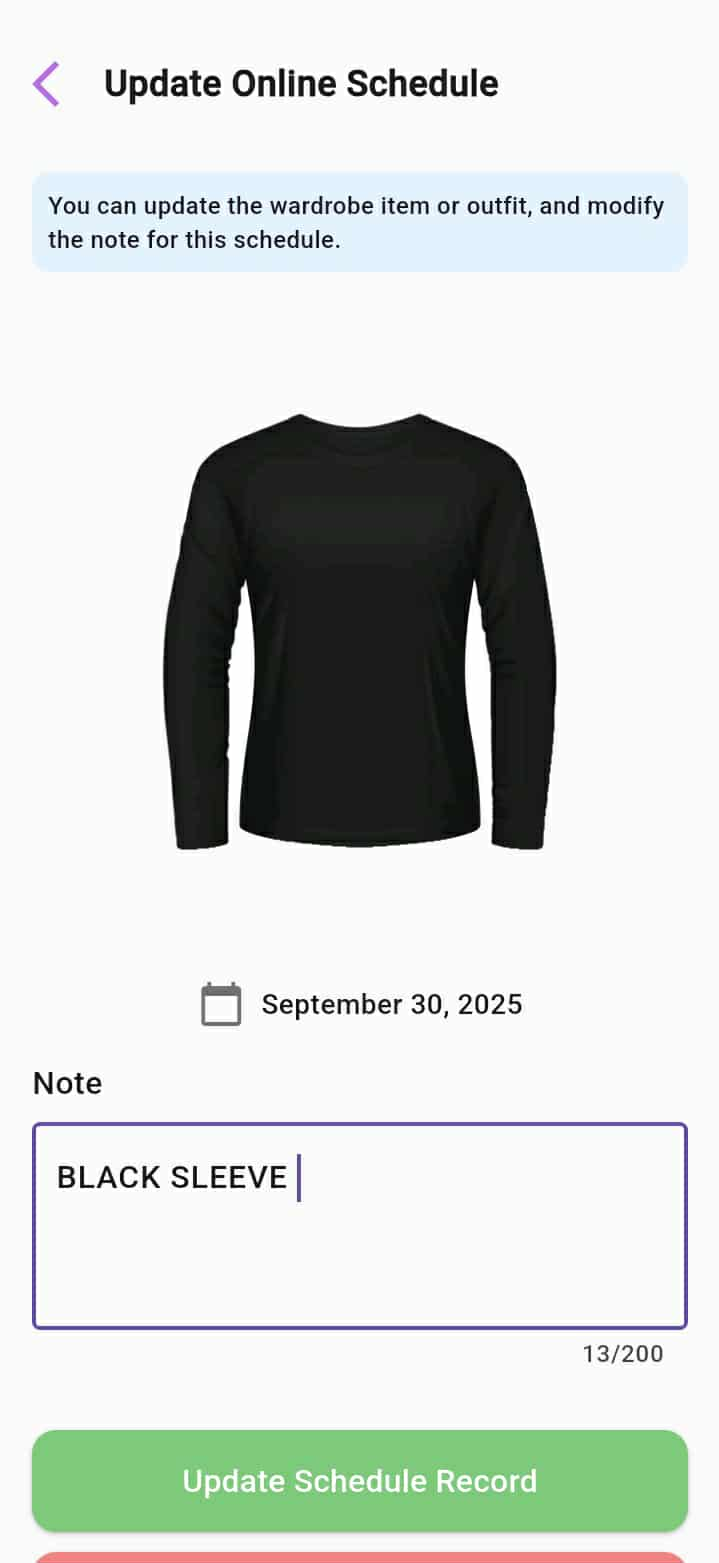 Update Online Schedule
You can update the wardrobe item or outfit, and modify
the note for this schedule.
September 30, 2025
Note
BLACK SLEEVE
13/200
Update Schedule Record